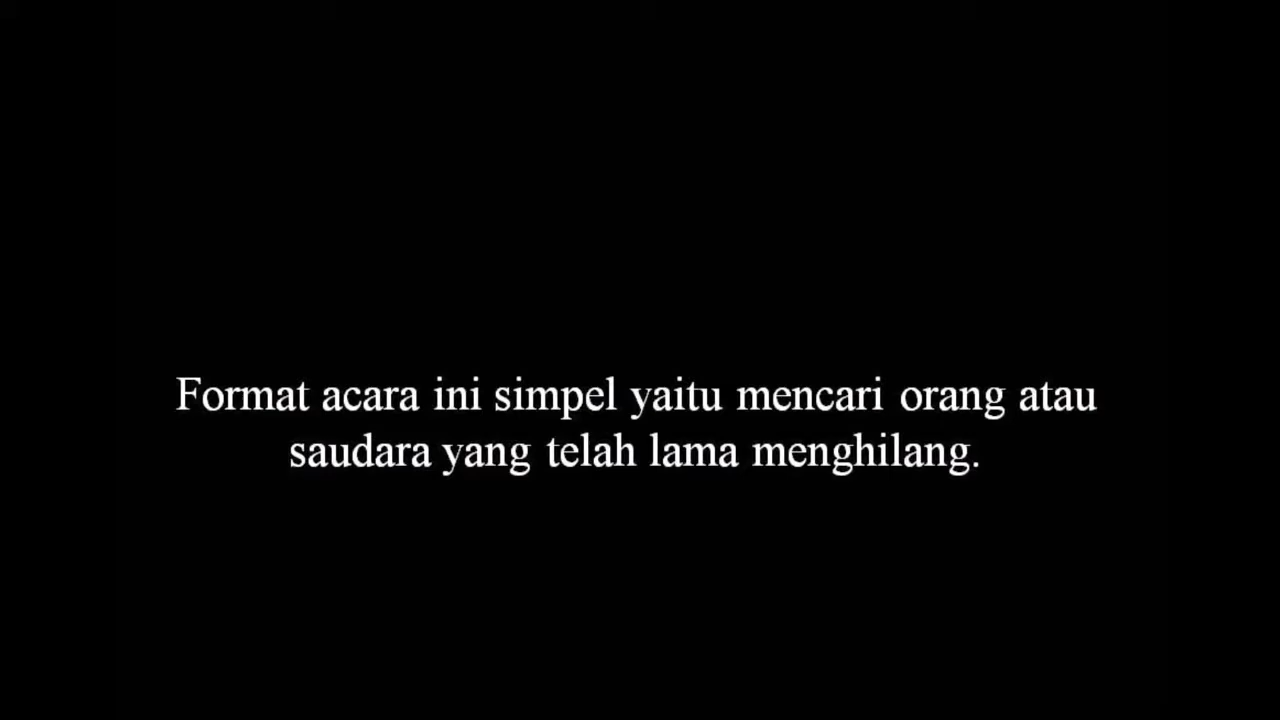 Format acara ini simpel yaitu mencari orang atau
saudara yang telah lama menghilang.